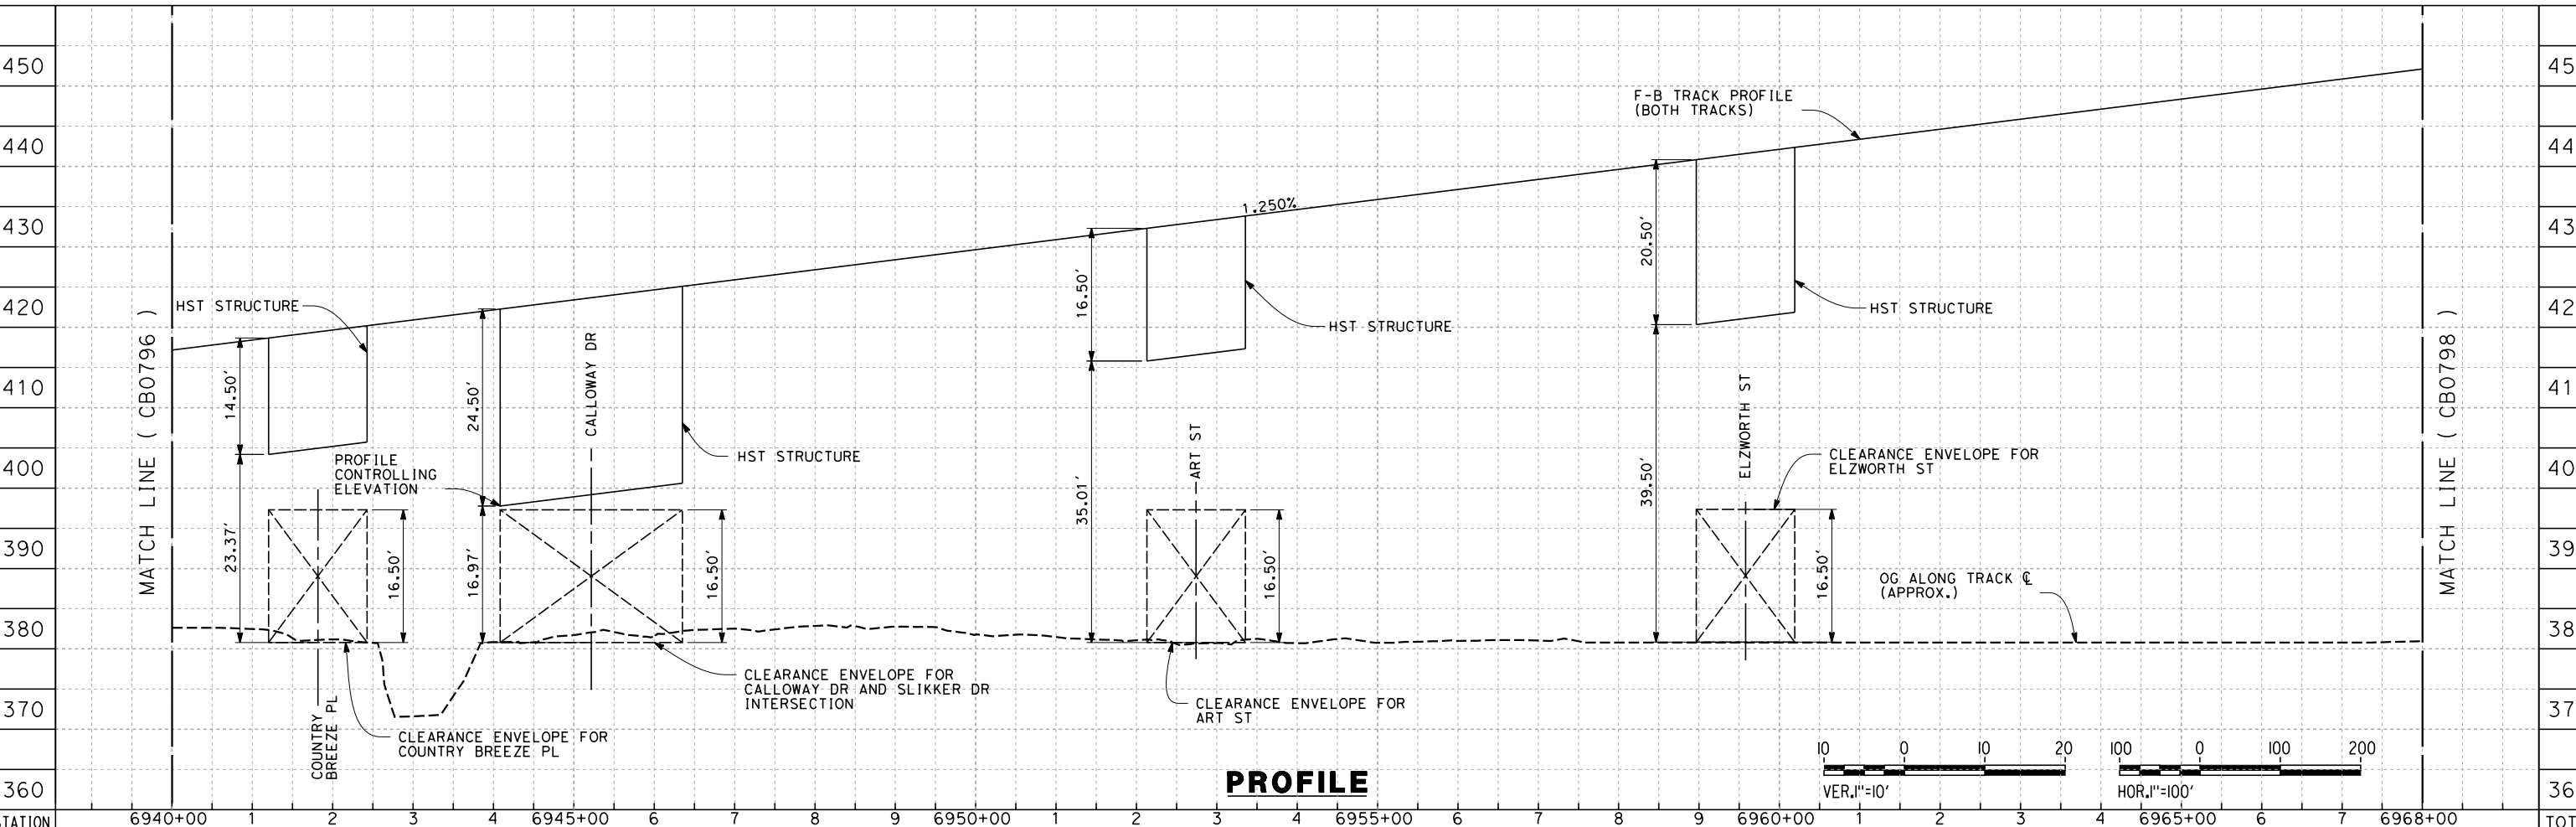 450
440
430
420
410
400
390
380
370
360
STATION
MATCH LINE ( CB0796 )
HST STRUCTURE
14.50'
23.37'
PROFILE
CONTROLLING
ELEVATION
16.50'
COUNTRY
BREEZE PL
CLEARANCE ENVELOPE FOR
COUNTRY BREEZE PL
24.50'
16.97'
CALLOWAY DR
HST STRUCTURE
16.50'
CLEARANCE ENVELOPE FOR
CALLOWAY DR AND SLIKKER DR
INTERSECTION
1.250%
16.50'
35.01'
HST STRUCTURE
ART ST
16.50'
CLEARANCE ENVELOPE FOR
ART ST
F-B TRACK PROFILE
(BOTH TRACKS)
20.50'
39.50'
HST STRUCTURE
ELZWORTH ST
CLEARANCE ENVELOPE FOR
ELZWORTH ST
16.50'
OG ALONG TRACK ℄
(APPROX.)
MATCH LINE ( CB0798 )
45
44
43
42
41
40
39
38
37
36
TOT
PROFILE
10 0 10 20
VER.1"=10'
100 0 100 200
HOR.1"=100'
6940+00 1 2 3 4 6945+00 6 7 8 9 6950+00 1 2 3 4 6955+00 6 7 8 9 6960+00 1 2 3 4 6965+00 6 7 6968+00